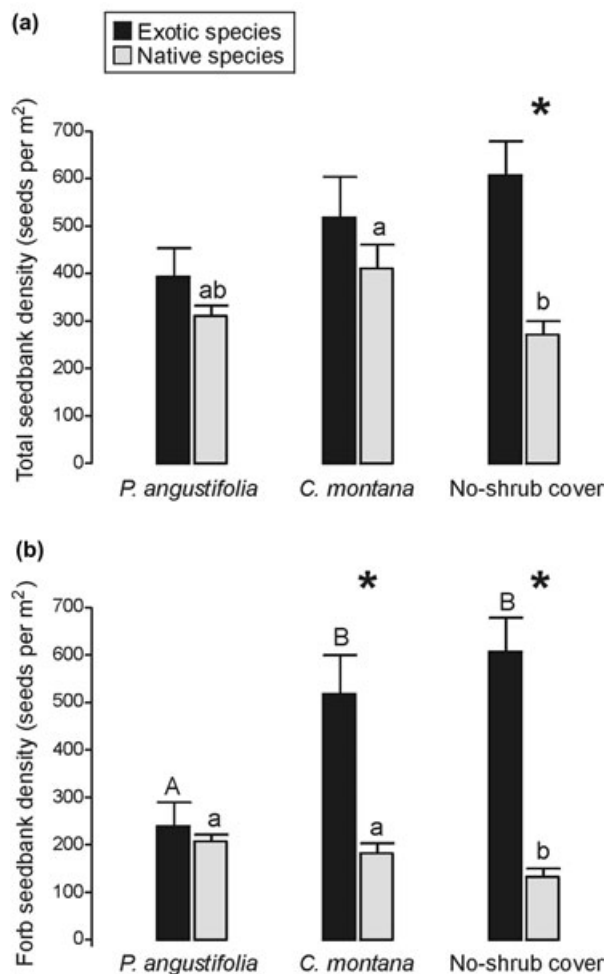 (a)
Exotic species
Native species
Total seedbank density (seeds per m²)
700
600
500
400
300
200
100
0
*
ab
a
b
P. angustifolia C. montana No-shrub cover
(b)
Forb seedbank density (seeds per m²)
700
600
500
400
300
200
100
0
* *
A a B a B b
P. angustifolia C. montana No-shrub cover